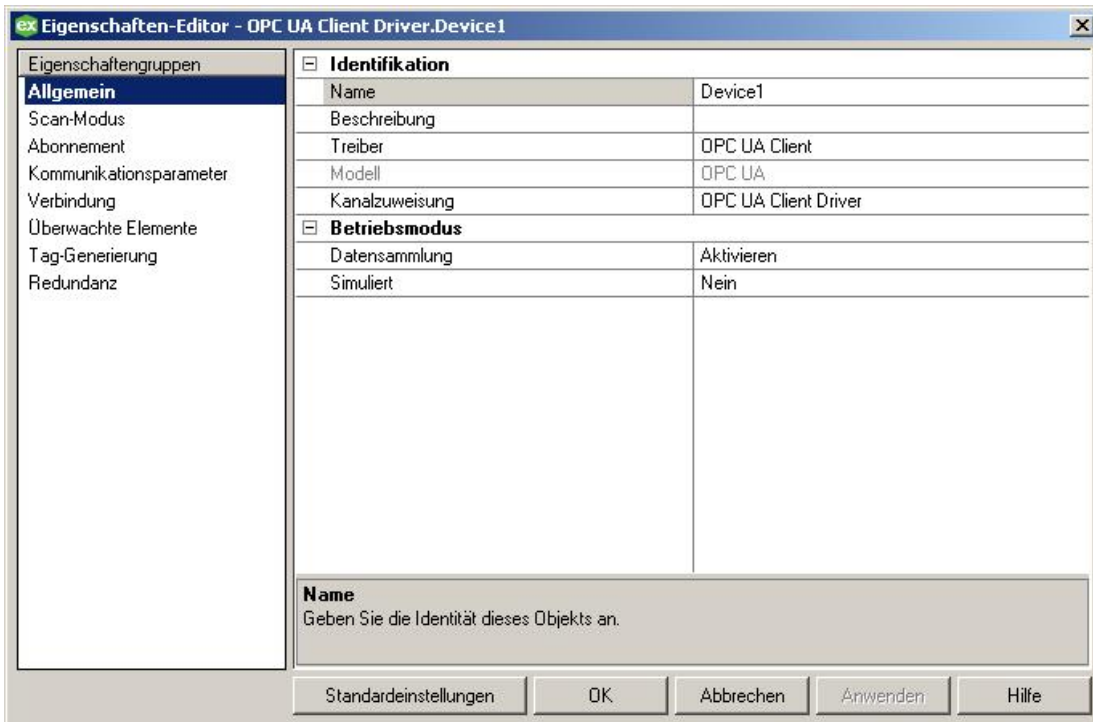 ex Eigenschaften-Editor - OPC UA Client Driver.Device1
Eigenschaftengruppen
Allgemein
Scan-Modus
Abonnement
Kommunikationsparameter
Verbindung
Überwachte Elemente
Tag-Generierung
Redundanz
Identifikation
Name Device1
Beschreibung
Treiber OPC UA Client
Modell OPC UA
Kanalzuweisung OPC UA Client Driver
Betriebsmodus
Datensammlung Aktivieren
Simuliert Nein
Name
Geben Sie die Identität dieses Objekts an.
Standardeinstellungen OK Abbrechen Anwenden Hilfe